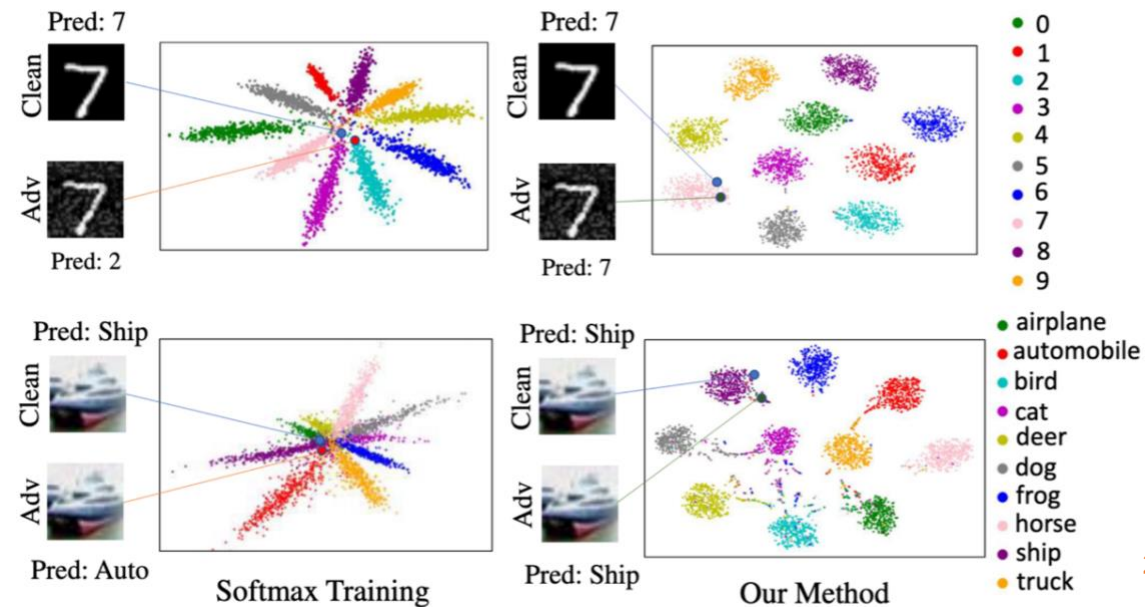 Pred: 7
Clean
Adv
Pred: 2
Pred: 7
Clean
Adv
Pred: 7
0
1
2
3
4
5
6
7
8
9
Pred: Ship
Clean
Adv
Pred: Auto
Softmax Training
Pred: Ship
Clean
Adv
Pred: Ship
Our Method
airplane
automobile
bird
cat
deer
dog
frog
horse
ship
truck